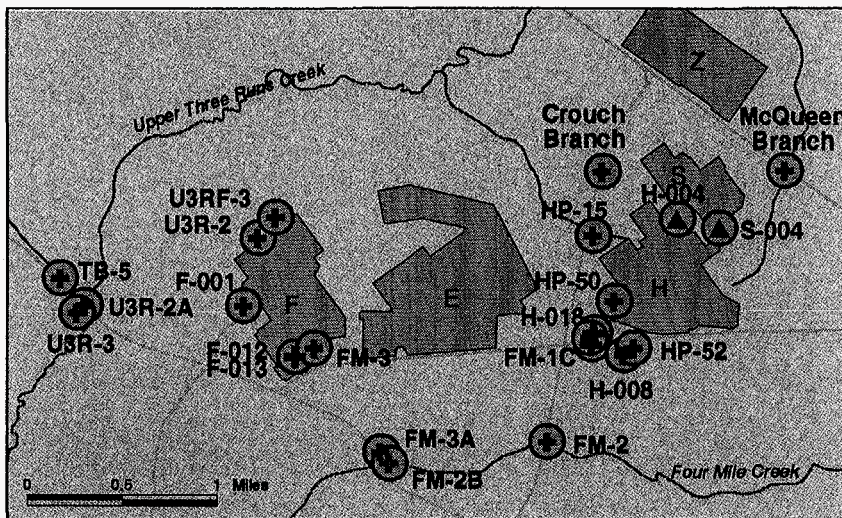 Z
Upper Three Runs Creek
Crouch
Branch
McQueen
Branch
S
H-004
U3RF-3
U3R-2
HP-15
S-004
TB-5
F-001
HP-50
U3R-2A
F
E
H
H-018
U3R-3
F-012
FM-3
FM-1C
HP-52
F-013
H-008
FM-3A
FM-2
FM-2B
Four Mile Creek
0 0.5 1 Miles